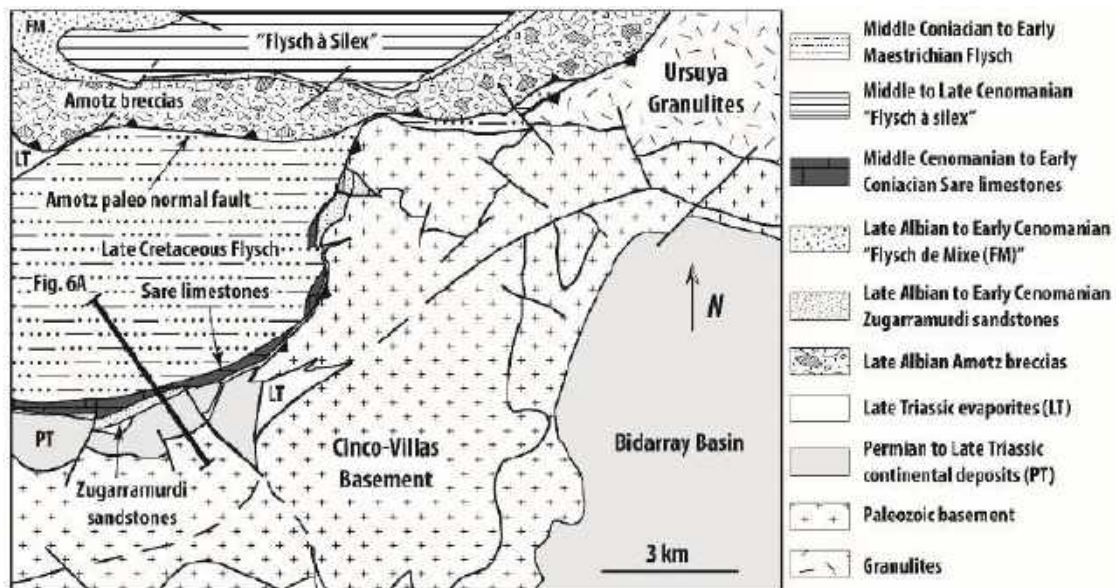 FM
"Flysch à Silex"
Amotz breccias
Ursuya
Granulites
LT
Amotz paleo normal fault
Late Cretaceous Flysch
Fig. 6A
Sare limestones
N
LT
PT
Cinco-Villas
Basement
Bidarray Basin
Zugarramurdi
sandstones
3 km
Middle Coniacian to Early
Maestrichian Flysch
Middle to Late Cenomanian
"Flysch à silex"
Middle Cenomanian to Early
Coniacian Sare limestones
Late Albian to Early Cenomanian
"Flysch de Mixe (FM)"
Late Albian to Early Cenomanian
Zugarramurdi sandstones
Late Albian Amotz breccias
Late Triassic evaporites (LT)
Permian to Late Triassic
continental deposits (PT)
Paleozoic basement
Granulites